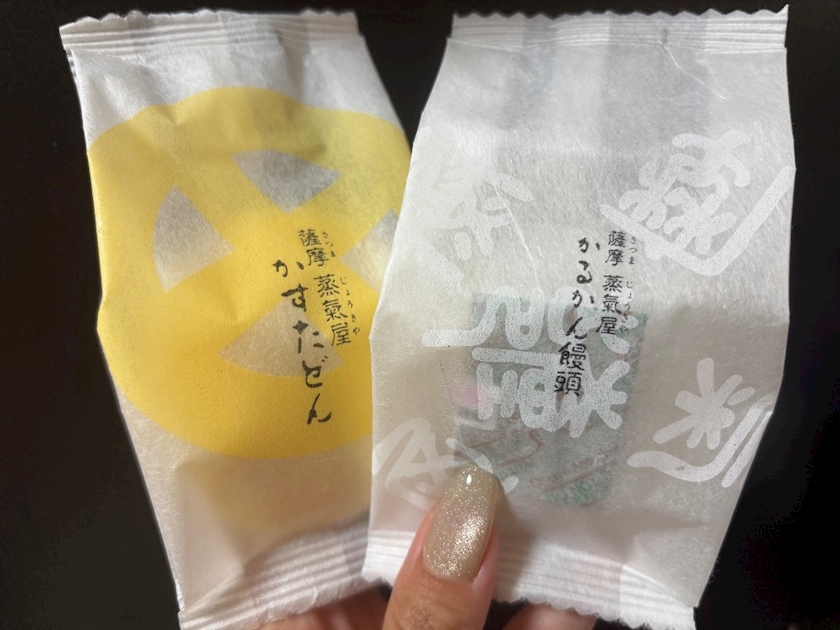 薩摩 蒸氣屋
さつま じょうきや
かすたどん
薩摩 蒸氣屋
さつま じょうきや
かるかん饅頭